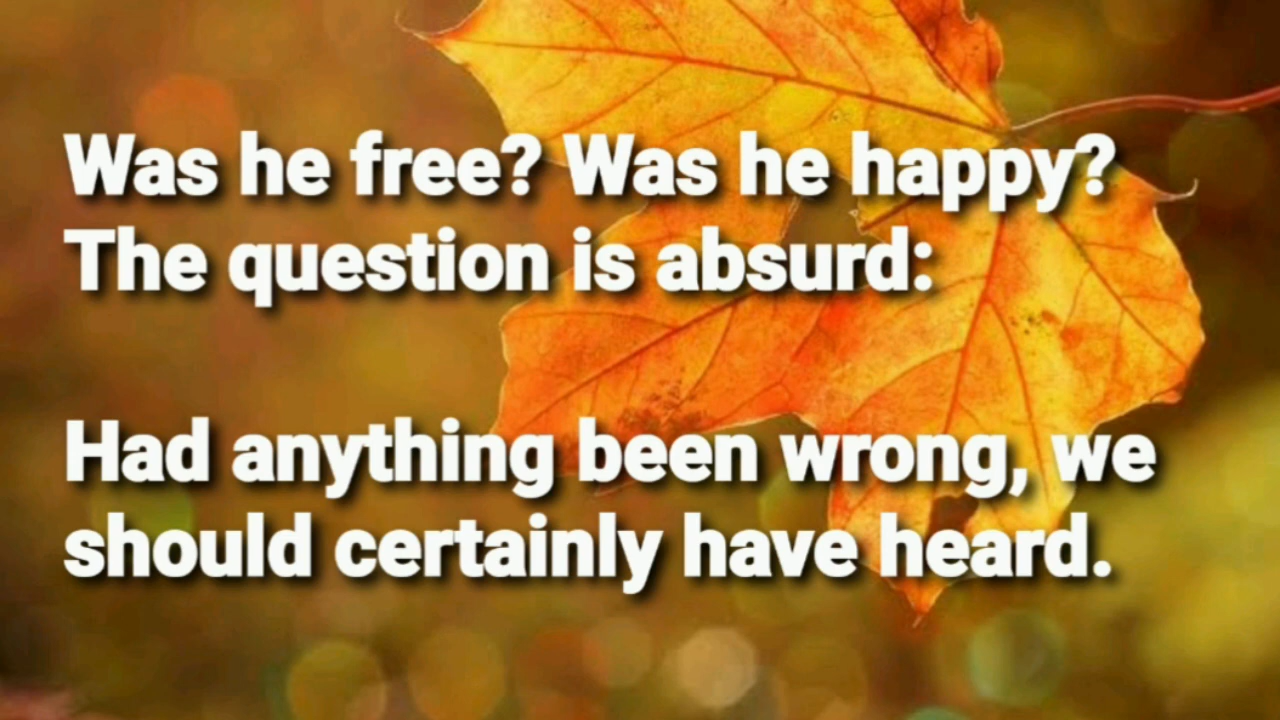 Was he free? Was he happy?
The question is absurd:
Had anything been wrong, we
should certainly have heard.